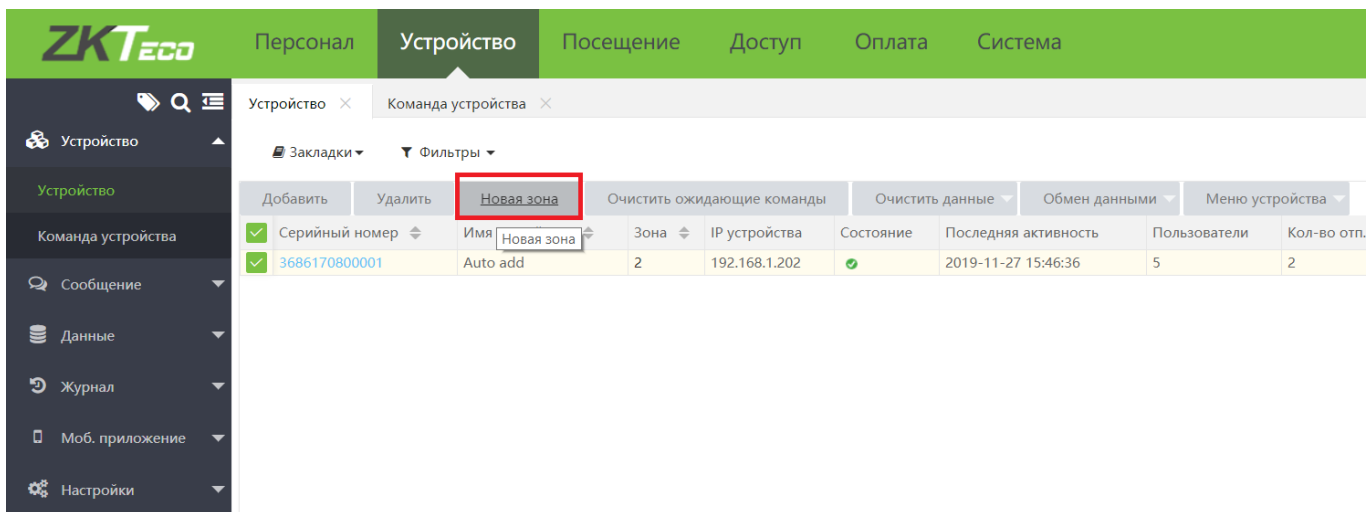 ZKTECO
Персонал Устройство Посещение Доступ Оплата Система
Устройство Команда устройства
Устройство
Закладки Фильтры
Устройство
Добавить Удалить Новая зона Очистить ожидающие команды Очистить данные Обмен данными Меню устройства
Команда устройства
Серийный номер Имя Новая зона Зона IP устройства Состояние Последняя активность Пользователи Кол-во отп.
3686170800001 Auto add 2 192.168.1.202 2019-11-27 15:46:36 5 2
Сообщение
Данные
Журнал
Моб. приложение
Настройки